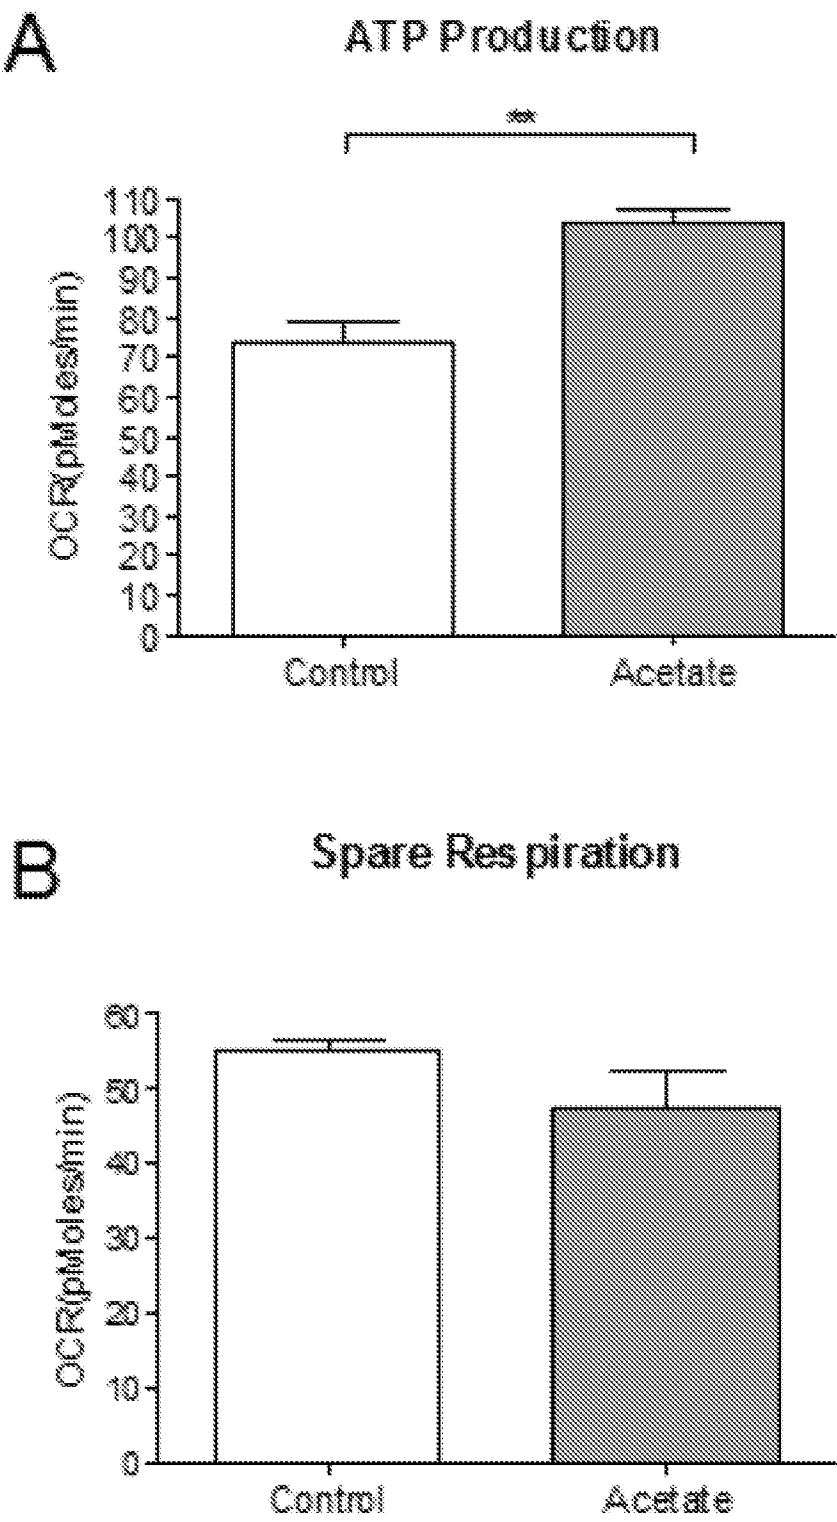 A
ATP Production
**
110
100
90
80
70
60
50
40
30
20
10
0
OCR(pMoles/min)
Control Acetate
B
Spare Respiration
60
50
40
30
20
10
0
OCR(pMoles/min)
Control Acetate